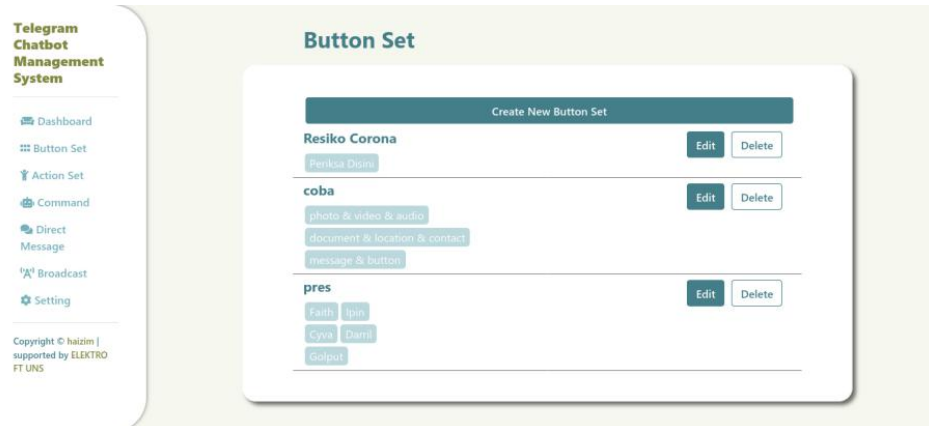 Telegram
Chatbot
Management
System
Dashboard
Button Set
Action Set
Command
Direct
Message
Broadcast
Setting
Copyright © haizim |
supported by ELEKTRO
FT UNS
Button Set
Create New Button Set
Resiko Corona
Edit Delete
Periksa Disini
coba
Edit Delete
photo & video & audio
document & location & contact
message & button
pres
Edit Delete
Faith Ipin
Cyva Darril
Golput